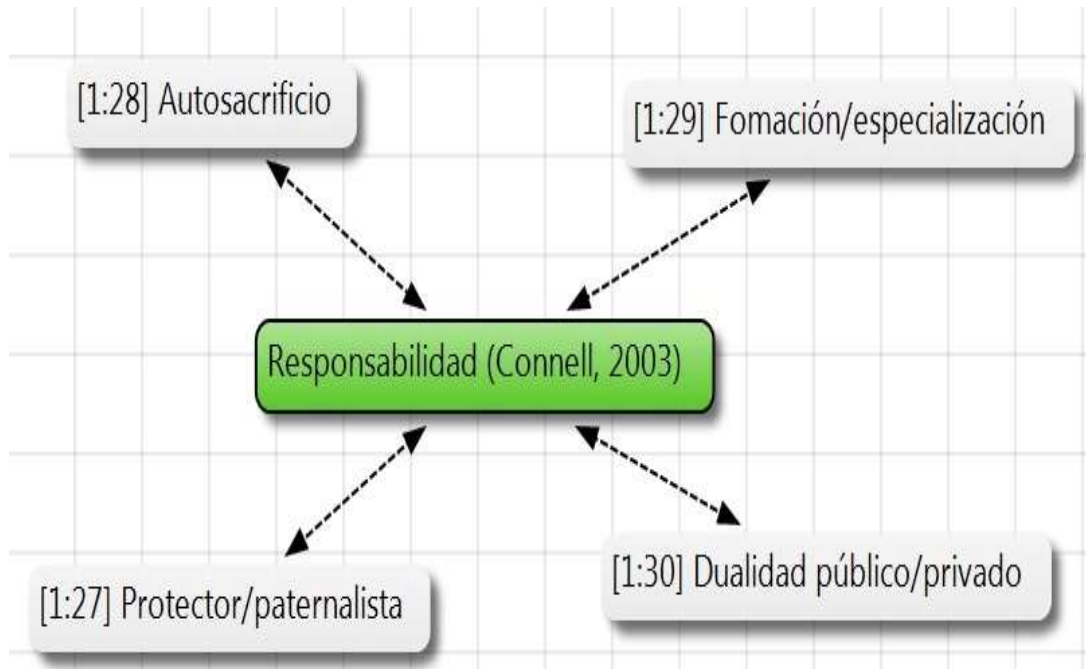 [1:28] Autosacrificio
[1:29] Fomación/especialización
Responsabilidad (Connell, 2003)
[1:27] Protector/paternalista
[1:30] Dualidad público/privado